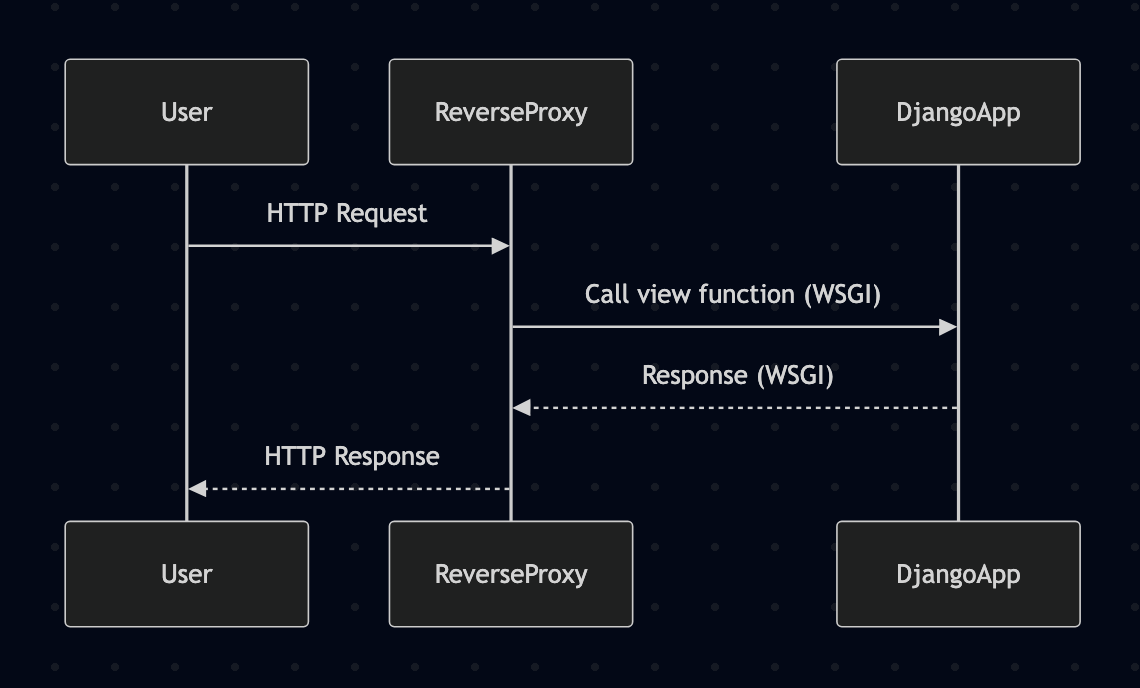 User
ReverseProxy
DjangoApp
HTTP Request
Call view function (WSGI)
Response (WSGI)
HTTP Response
User
ReverseProxy
DjangoApp